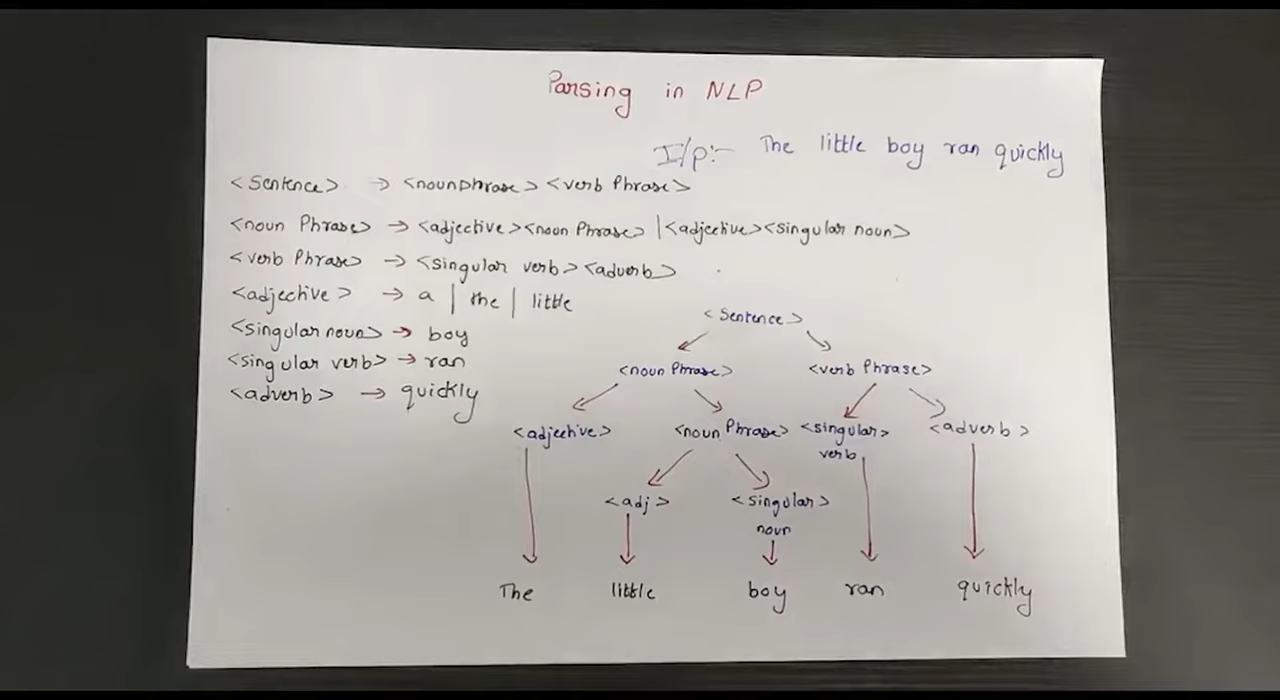 Parsing in NLP
I/p:- The little boy ran quickly
<Sentence> → <noun phrase> <verb Phrase>
<noun Phrase> → <adjective><noun Phrase> | <adjective><singular noun>
<verb Phrase> → <singular verb><adverb>
<adjective> → a | the | little
<singular noun> → boy
<singular verb> → ran
<adverb> → quickly
<Sentence>
<noun Phrase> <verb Phrase>
<adjective> <noun Phrase> <singular> <adverb>
verb
<adj> <singular>
noun
The little boy ran quickly